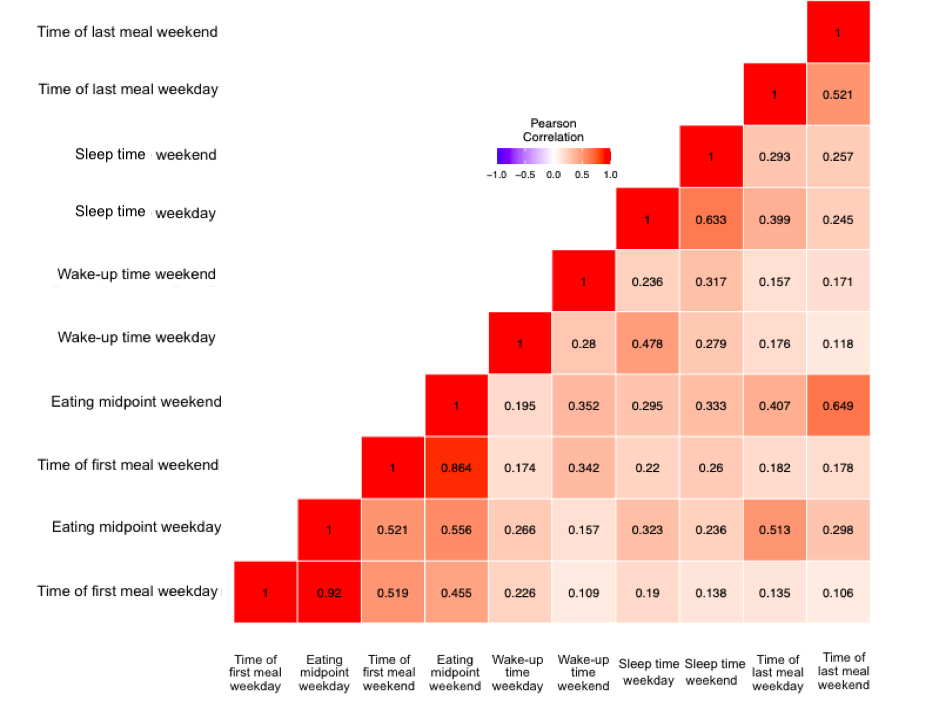 Time of last meal weekend
1
Time of last meal weekday
1 0.521
Pearson
Correlation
−1.0 −0.5 0.0 0.5 1.0
Sleep time weekend
1 0.293 0.257
Sleep time weekday
1 0.633 0.399 0.245
Wake-up time weekend
1 0.236 0.317 0.157 0.171
Wake-up time weekday
1 0.28 0.478 0.279 0.176 0.118
Eating midpoint weekend
1 0.195 0.352 0.295 0.333 0.407 0.649
Time of first meal weekend
1 0.864 0.174 0.342 0.22 0.26 0.182 0.178
Eating midpoint weekday
1 0.521 0.556 0.266 0.157 0.323 0.236 0.513 0.298
Time of first meal weekday
1 0.92 0.519 0.455 0.226 0.109 0.19 0.138 0.135 0.106
Time of
first meal
weekday
Eating
midpoint
weekday
Time of
first meal
weekend
Eating
midpoint
weekend
Wake-up
time
weekday
Wake-up
time
weekend
Sleep time
weekday
Sleep time
weekend
Time of
last meal
weekday
Time of
last meal
weekend